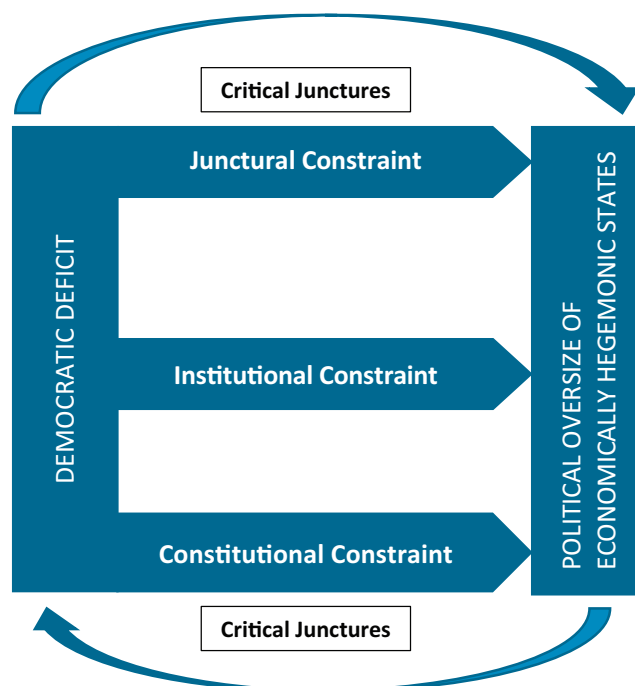 Critical Junctures
Junctural Constraint
DEMOCRATIC DEFICIT
Institutional Constraint
POLITICAL OVERSIZE OF
ECONOMICALLY HEGEMONIC STATES
Constitutional Constraint
Critical Junctures